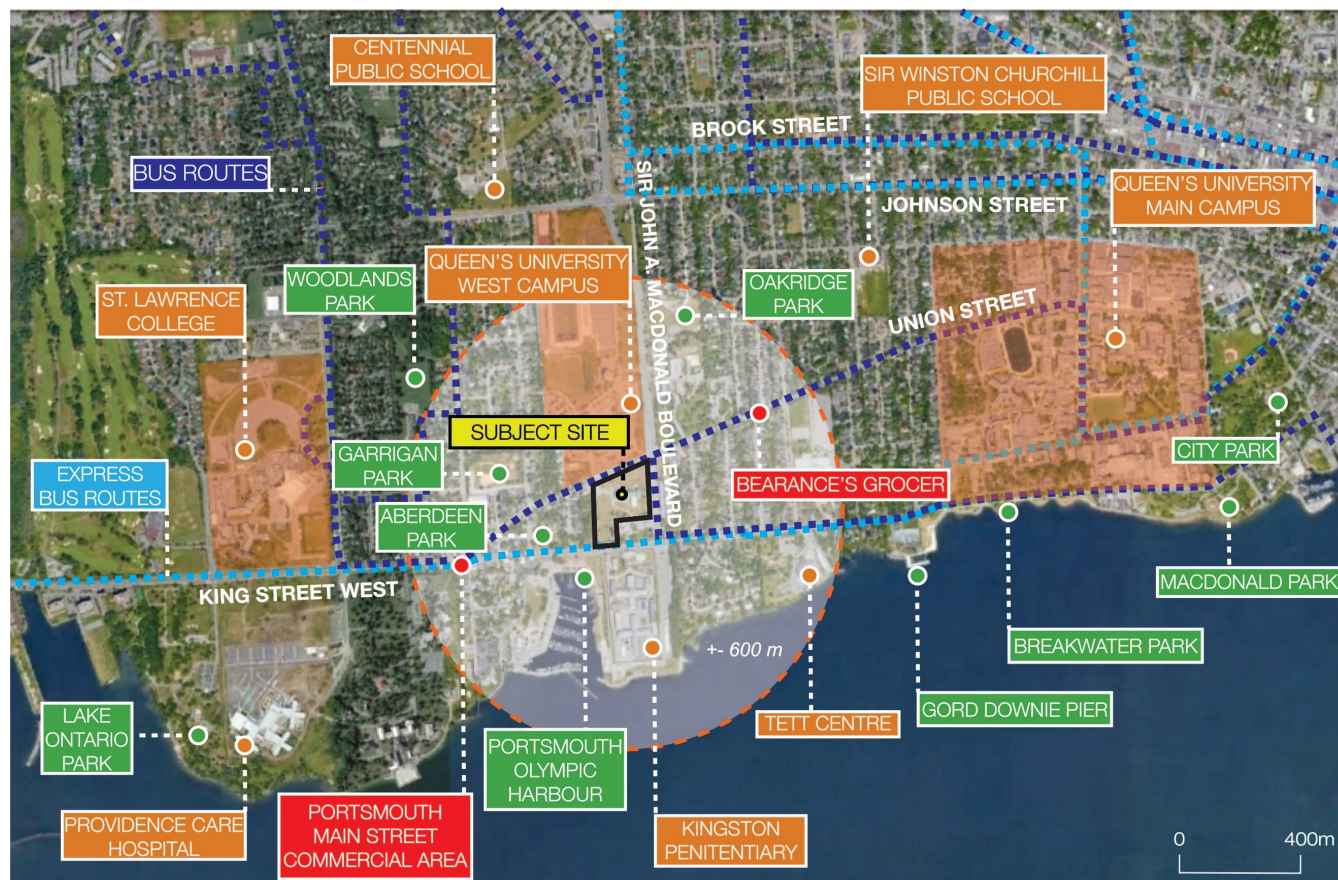 CENTENNIAL
PUBLIC SCHOOL
SIR WINSTON CHURCHILL
PUBLIC SCHOOL
BROCK STREET
BUS ROUTES
SIR JOHN A. MACDONALD BOULEVARD
JOHNSON STREET
QUEEN'S UNIVERSITY
MAIN CAMPUS
QUEEN'S UNIVERSITY
WEST CAMPUS
WOODLANDS
PARK
OAKRIDGE
PARK
ST. LAWRENCE
COLLEGE
UNION STREET
SUBJECT SITE
GARRIGAN
PARK
CITY PARK
EXPRESS
BUS ROUTES
BEARANCE'S GROCER
ABERDEEN
PARK
KING STREET WEST
MACDONALD PARK
BREAKWATER PARK
+- 600 m
GORD DOWNIE PIER
TETT CENTRE
LAKE
ONTARIO
PARK
PORTSMOUTH
OLYMPIC
HARBOUR
PROVIDENCE CARE
HOSPITAL
PORTSMOUTH
MAIN STREET
COMMERCIAL AREA
KINGSTON
PENITENTIARY
0 400m